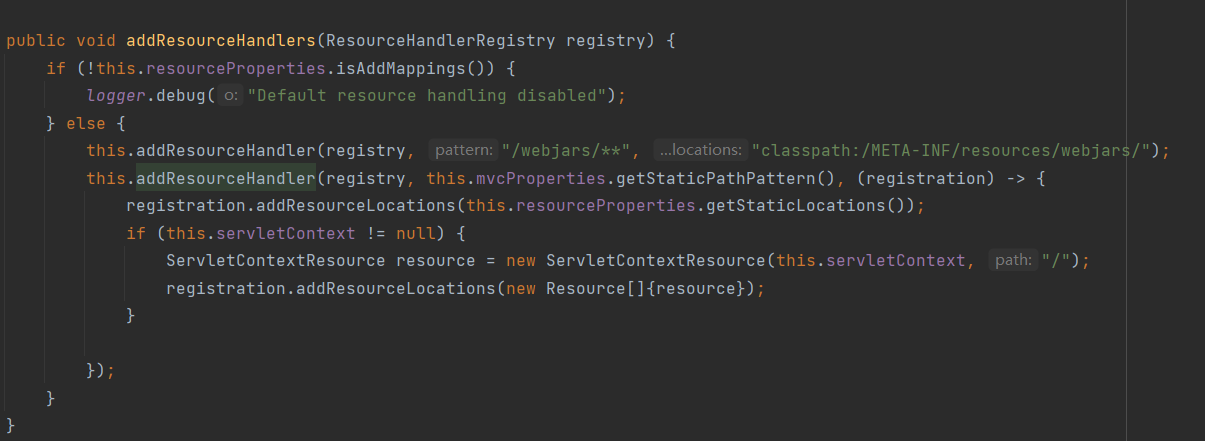 public void addResourceHandlers(ResourceHandlerRegistry registry) {
    if (!this.resourceProperties.isAddMappings()) {
        logger.debug( o: "Default resource handling disabled");
    } else {
        this.addResourceHandler(registry, pattern: "/webjars/**", ...locations: "classpath:/META-INF/resources/webjars/");
        this.addResourceHandler(registry, this.mvcProperties.getStaticPathPattern(), (registration) -> {
            registration.addResourceLocations(this.resourceProperties.getStaticLocations());
            if (this.servletContext != null) {
                ServletContextResource resource = new ServletContextResource(this.servletContext, path: "/");
                registration.addResourceLocations(new Resource[]{resource});
            }
        });
    }
}